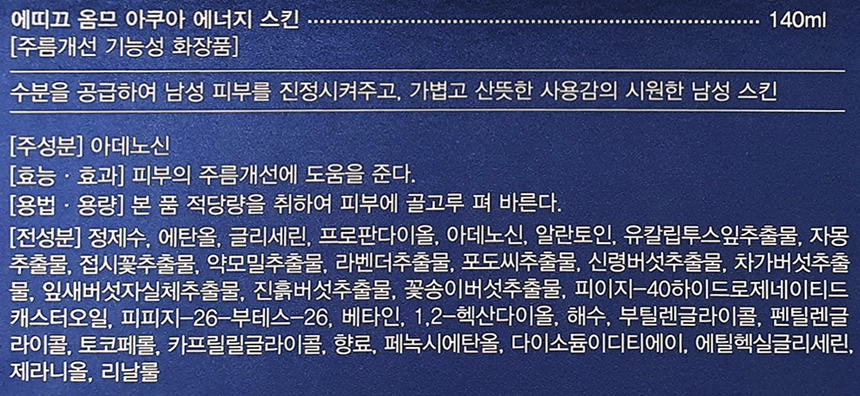 에띠끄 옴므 아쿠아 에너지 스킨 ········································ 140ml
[주름개선 기능성 화장품]
수분을 공급하여 남성 피부를 진정시켜주고, 가볍고 산뜻한 사용감의 시원한 남성 스킨
[주성분] 아데노신
[효능 · 효과] 피부의 주름개선에 도움을 준다.
[용법 · 용량] 본 품 적당량을 취하여 피부에 골고루 펴 바른다.
[전성분] 정제수, 에탄올, 글리세린, 프로판다이올, 아데노신, 알란토인, 유칼립투스잎추출물, 자몽
추출물, 접시꽃추출물, 약모밀추출물, 라벤더추출물, 포도씨추출물, 신령버섯추출물, 차가버섯추출
물, 잎새버섯자실체추출물, 진흙버섯추출물, 꽃송이버섯추출물, 피이지-40하이드로제네이티드
캐스터오일, 피피지-26-부테스-26, 베타인, 1,2-헥산다이올, 해수, 부틸렌글라이콜, 펜틸렌글
라이콜, 토코페롤, 카프릴릴글라이콜, 향료, 페녹시에탄올, 다이소듐이디티에이, 에틸헥실글리세린,
제라니올, 리날룰